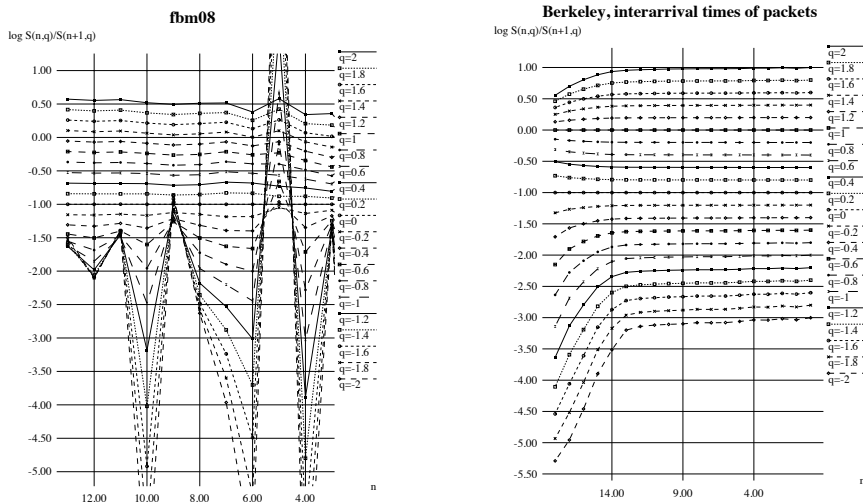 fbm08
log S(n,q)/S(n+1,q)
1.00
0.50
0.00
-0.50
-1.00
-1.50
-2.00
-2.50
-3.00
-3.50
-4.00
-4.50
-5.00
12.00 10.00 8.00 6.00 4.00
n
q=2
q=1.8
q=1.6
q=1.4
q=1.2
q=1
q=0.8
q=0.6
q=0.4
q=0.2
q=0
q=-0.2
q=-0.4
q=-0.6
q=-0.8
q=-1
q=-1.2
q=-1.4
q=-1.6
q=-1.8
q=-2
Berkeley, interarrival times of packets
log S(n,q)/S(n+1,q)
1.00
0.50
0.00
-0.50
-1.00
-1.50
-2.00
-2.50
-3.00
-3.50
-4.00
-4.50
-5.00
-5.50
14.00 9.00 4.00
n
q=2
q=1.8
q=1.6
q=1.4
q=1.2
q=1
q=0.8
q=0.6
q=0.4
q=0.2
q=0
q=-0.2
q=-0.4
q=-0.6
q=-0.8
q=-1
q=-1.2
q=-1.4
q=-1.6
q=-1.8
q=-2